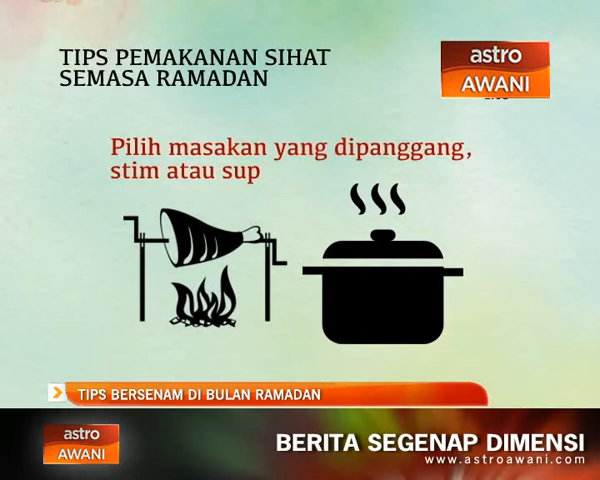 TIPS PEMAKANAN SIHAT
SEMASA RAMADAN
astro
AWANI
Pilih masakan yang dipanggang,
stim atau sup
TIPS BERSENAM DI BULAN RAMADAN
astro
AWANI
BERITA SEGENAP DIMENSI
www.astroawani.com